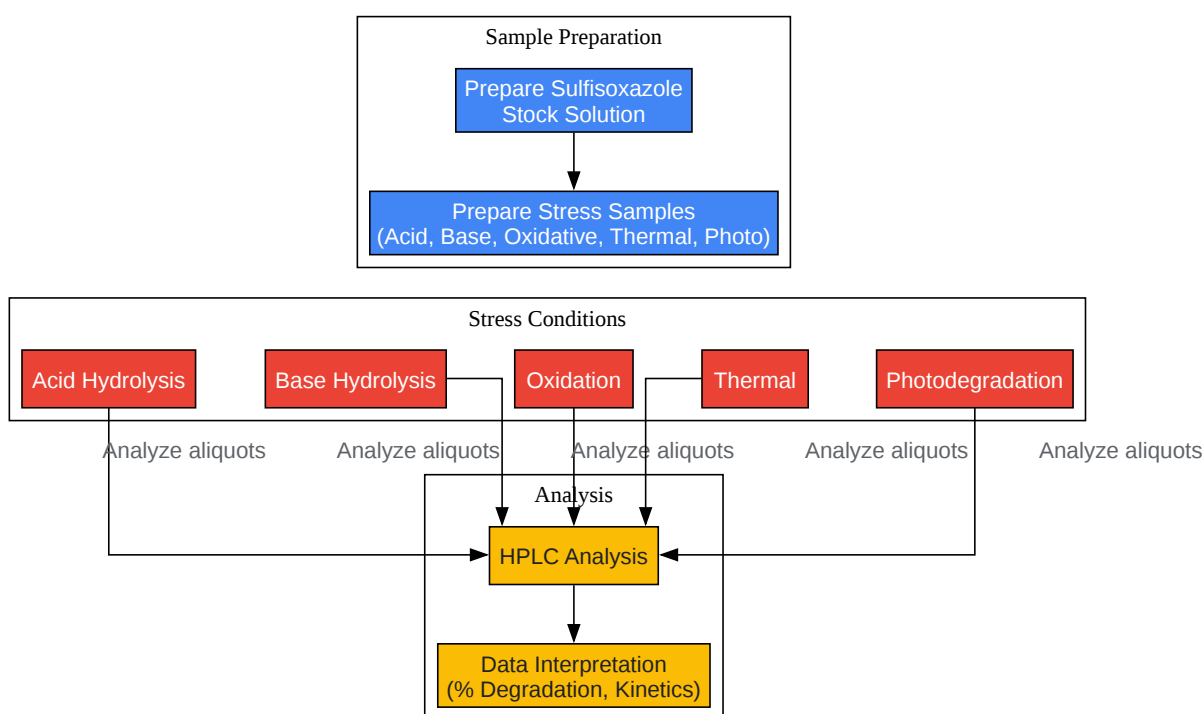 Sample Preparation
Prepare Sulfisoxazole
Stock Solution
Prepare Stress Samples
(Acid, Base, Oxidative, Thermal, Photo)
Stress Conditions
Acid Hydrolysis
Base Hydrolysis
Oxidation
Thermal
Photodegradation
Analyze aliquots
Analyze aliquots
Analyze aliquots
Analyze aliquots
Analyze aliquots
Analysis
HPLC Analysis
Data Interpretation
(% Degradation, Kinetics)